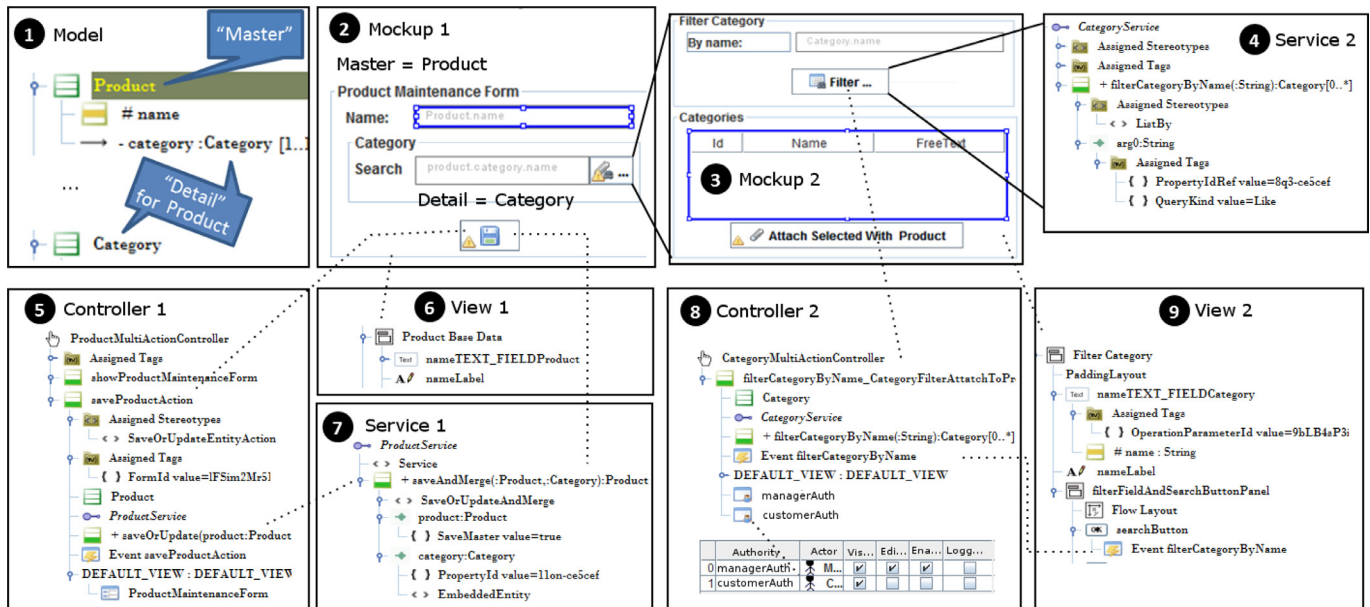 1 Model
"Master"
Product
# name
- category :Category [1..
...
"Detail"
for Product
Category
2 Mockup 1
Master = Product
Product Maintenance Form
Name:
Product.name
Category
Search
product.category.name
...
Detail = Category
Filter Category
By name:
Category.name
Filter ...
Categories
Id Name FreeText
3 Mockup 2
Attach Selected With Product
4 Service 2
CategoryService
Assigned Stereotypes
Assigned Tags
+ filterCategoryByName(:String):Category[0..*]
Assigned Stereotypes
< > ListBy
arg0:String
Assigned Tags
{ } PropertyIdRef value=8q3-ce5cef
{ } QueryKind value=Like
5 Controller 1
ProductMultiActionController
Assigned Tags
showProductMaintenanceForm
saveProductAction
Assigned Stereotypes
< > SaveOrUpdateEntityAction
Assigned Tags
{ } FormId value=lFSim2Mr5l
Product
ProductService
+ saveOrUpdate(product:Product
Event saveProductAction
DEFAULT_VIEW : DEFAULT_VIEW
ProductMaintenanceForm
6 View 1
Product Base Data
Text nameTEXT_FIELDProduct
A nameLabel
7 Service 1
ProductService
< > Service
+ saveAndMerge(:Product,:Category):Product
< > SaveOrUpdateAndMerge
product:Product
{ } SaveMaster value=true
category:Category
{ } PropertyId value=11on-ce5cef
< > EmbeddedEntity
8 Controller 2
CategoryMultiActionController
filterCategoryByName_CategoryFilterAttatchToPr
Category
CategoryService
+ filterCategoryByName(:String):Category[0..*]
Event filterCategoryByName
DEFAULT_VIEW : DEFAULT_VIEW
managerAuth
customerAuth
Authority Actor Vis... Edi... Ena... Logg...
0 managerAuth M...
1 customerAuth C...
9 View 2
Filter Category
PaddingLayout
Text nameTEXT_FIELDCategory
Assigned Tags
{ } OperationParameterId value=9bLB4sP3i
# name : String
A nameLabel
filterFieldAndSearchButtonPanel
Flow Layout
OK searchButton
Event filterCategoryByName